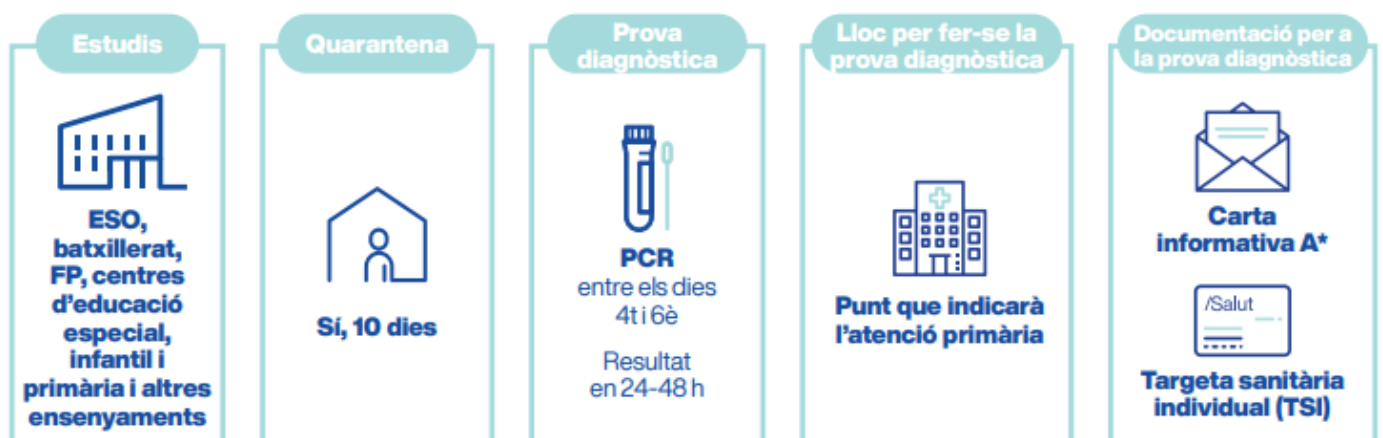 Estudis
ESO,
batxillerat,
FP, centres
d'educació
especial,
infantil i
primària i altres
ensenyaments
Quarantena
Sí, 10 dies
Prova
diagnòstica
PCR
entre els dies
4t i 6è
Resultat
en 24-48 h
Lloc per fer-se la
prova diagnòstica
Punt que indicarà
l'atenció primària
Documentació per a
la prova diagnòstica
Carta
informativa A*
/Salut
Targeta sanitària
individual (TSI)